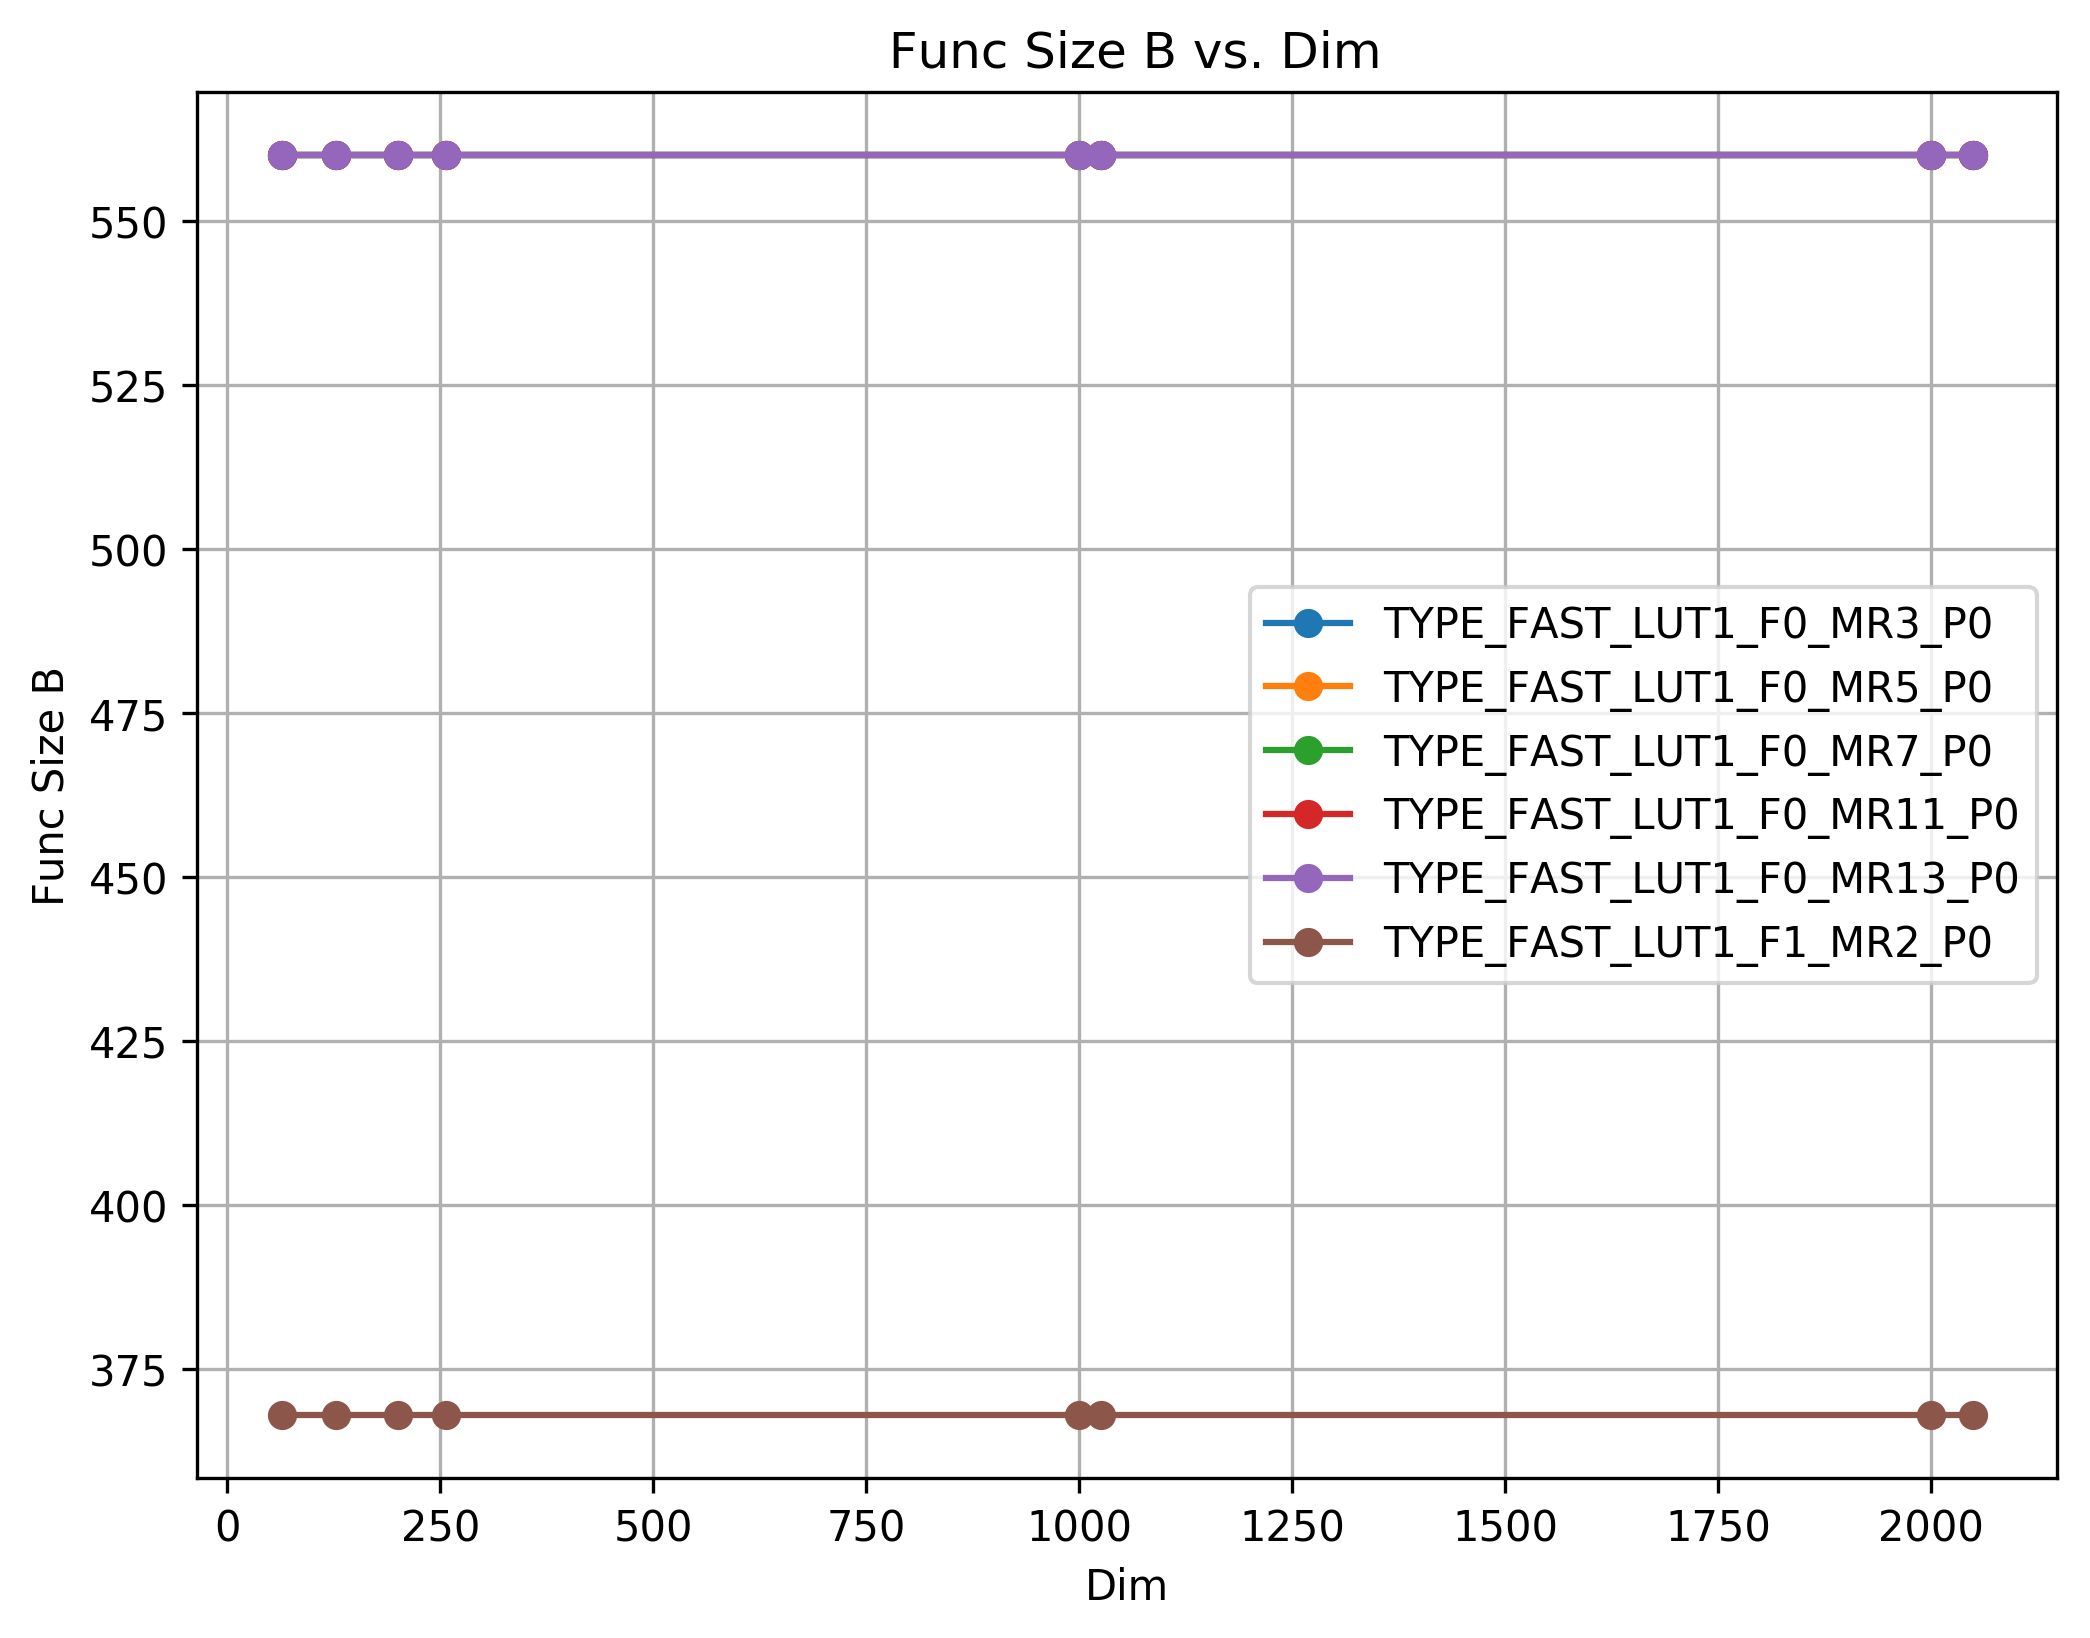 Func Size B vs. Dim
Func Size B
550
525
500
475
450
425
400
375
TYPE_FAST_LUT1_F0_MR3_P0
TYPE_FAST_LUT1_F0_MR5_P0
TYPE_FAST_LUT1_F0_MR7_P0
TYPE_FAST_LUT1_F0_MR11_P0
TYPE_FAST_LUT1_F0_MR13_P0
TYPE_FAST_LUT1_F1_MR2_P0
0 250 500 750 1000 1250 1500 1750 2000
Dim